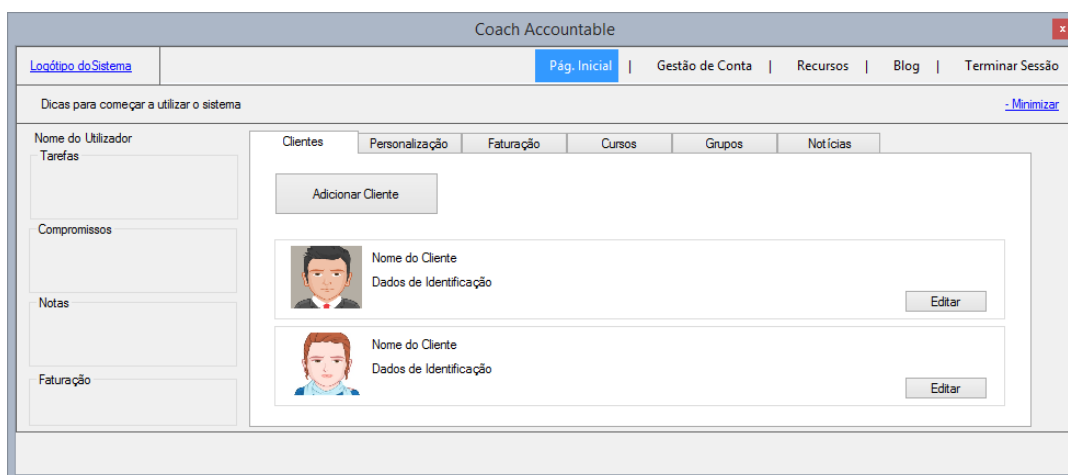 Coach Accountable
x
Logótipo do Sistema
Pág. Inicial | Gestão de Conta | Recursos | Blog | Terminar Sessão
Dicas para começar a utilizar o sistema
- Minimizar
Nome do Utilizador
Tarefas
Compromissos
Notas
Faturação
Clientes Personalização Faturação Cursos Grupos Notícias
Adicionar Cliente
Nome do Cliente
Dados de Identificação
Editar
Nome do Cliente
Dados de Identificação
Editar